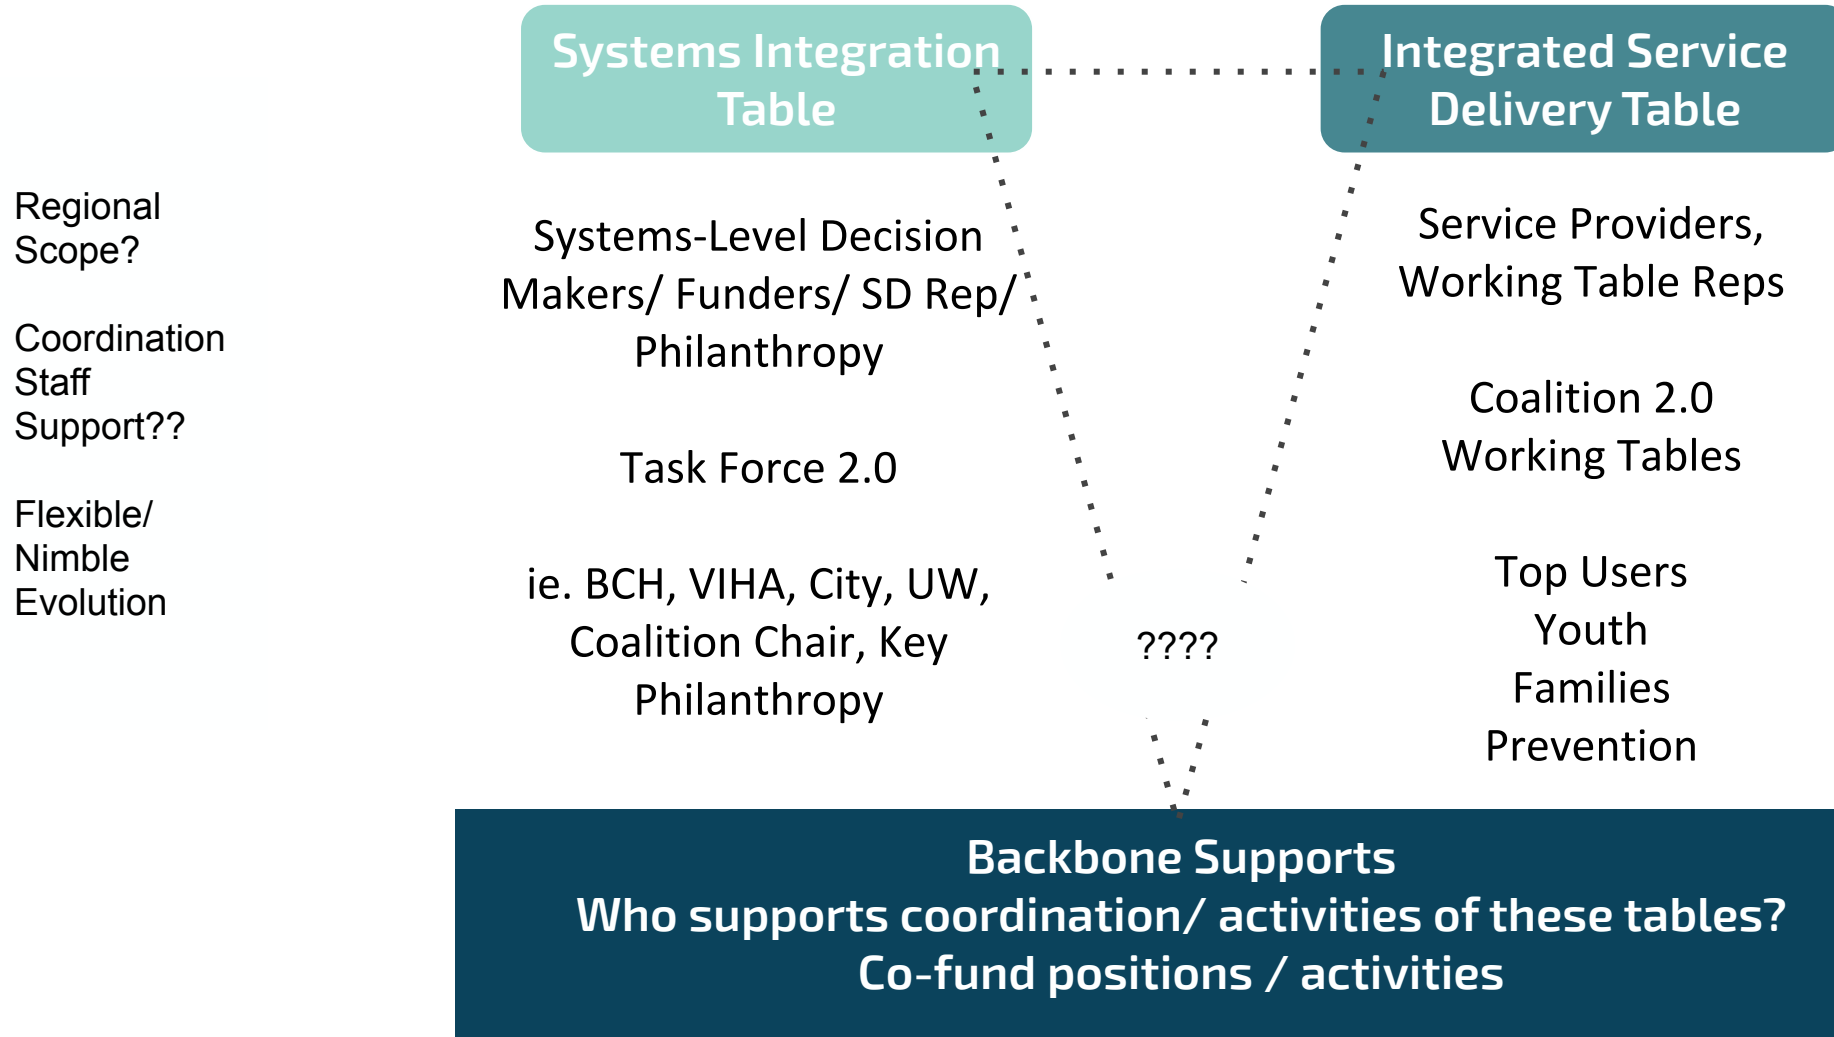 Systems Integration
Table
Integrated Service
Delivery Table
Regional
Scope?
Coordination
Staff
Support??
Flexible/
Nimble
Evolution
Systems-Level Decision
Makers/ Funders/ SD Rep/
Philanthropy
Task Force 2.0
ie. BCH, VIHA, City, UW,
Coalition Chair, Key
Philanthropy
????
Service Providers,
Working Table Reps
Coalition 2.0
Working Tables
Top Users
Youth
Families
Prevention
Backbone Supports
Who supports coordination/ activities of these tables?
Co-fund positions / activities